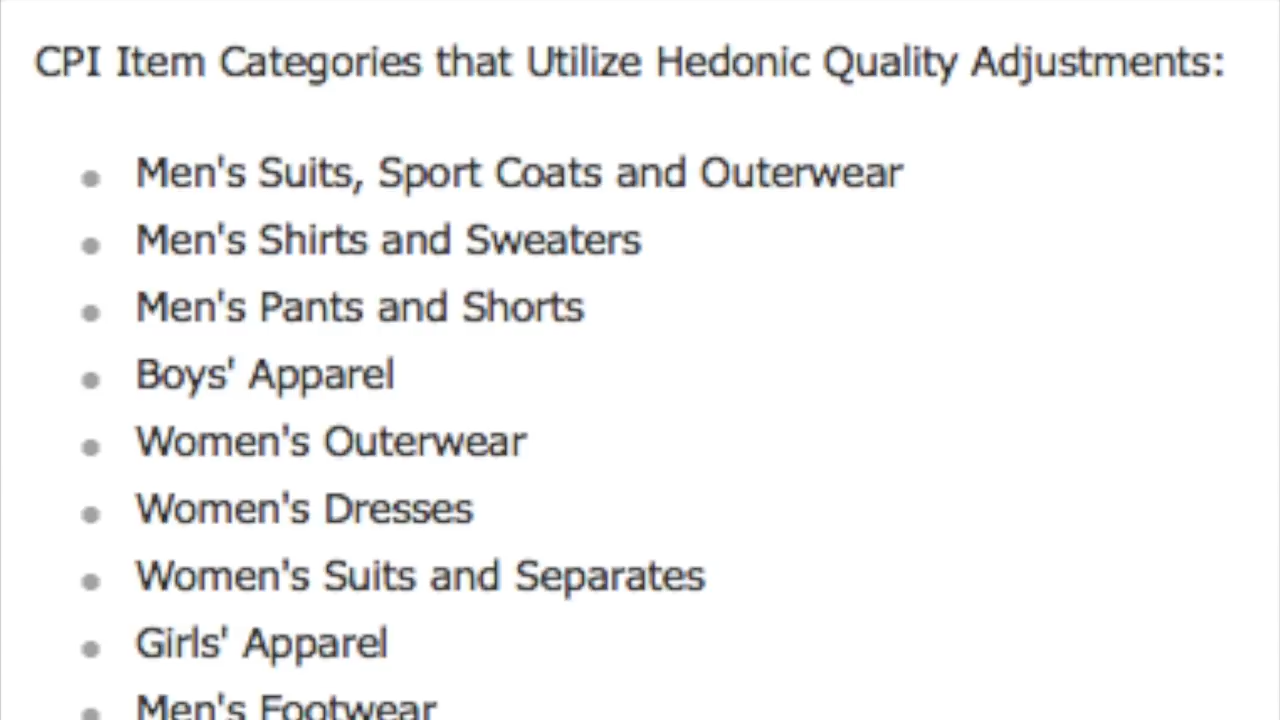 CPI Item Categories that Utilize Hedonic Quality Adjustments:
Men's Suits, Sport Coats and Outerwear
Men's Shirts and Sweaters
Men's Pants and Shorts
Boys' Apparel
Women's Outerwear
Women's Dresses
Women's Suits and Separates
Girls' Apparel
Men's Footwear